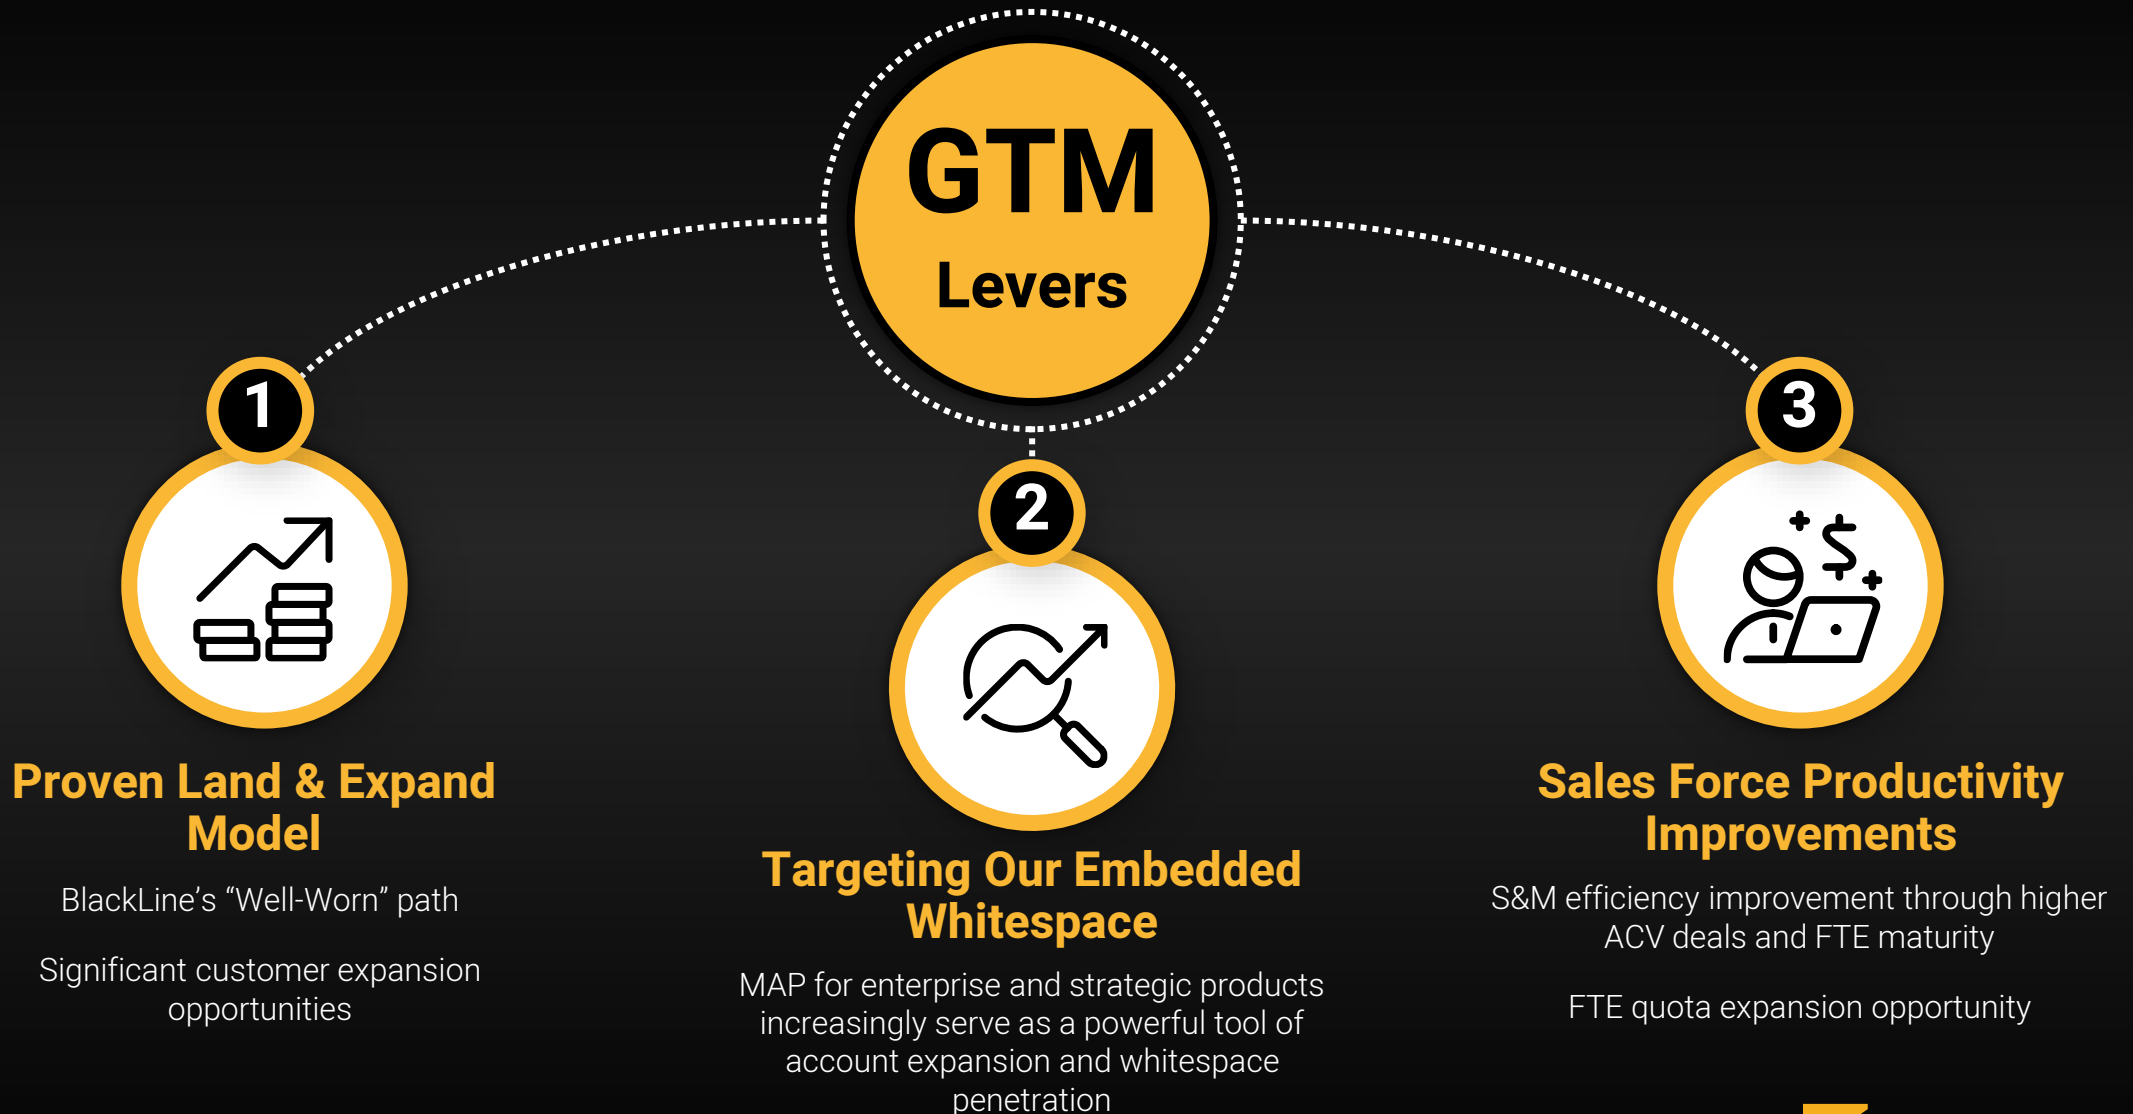 GTM
Levers
1
Proven Land & Expand
Model
BlackLine’s “Well-Worn” path
Significant customer expansion
opportunities
2
Targeting Our Embedded
Whitespace
MAP for enterprise and strategic products
increasingly serve as a powerful tool of
account expansion and whitespace
penetration
3
Sales Force Productivity
Improvements
S&M efficiency improvement through higher
ACV deals and FTE maturity
FTE quota expansion opportunity